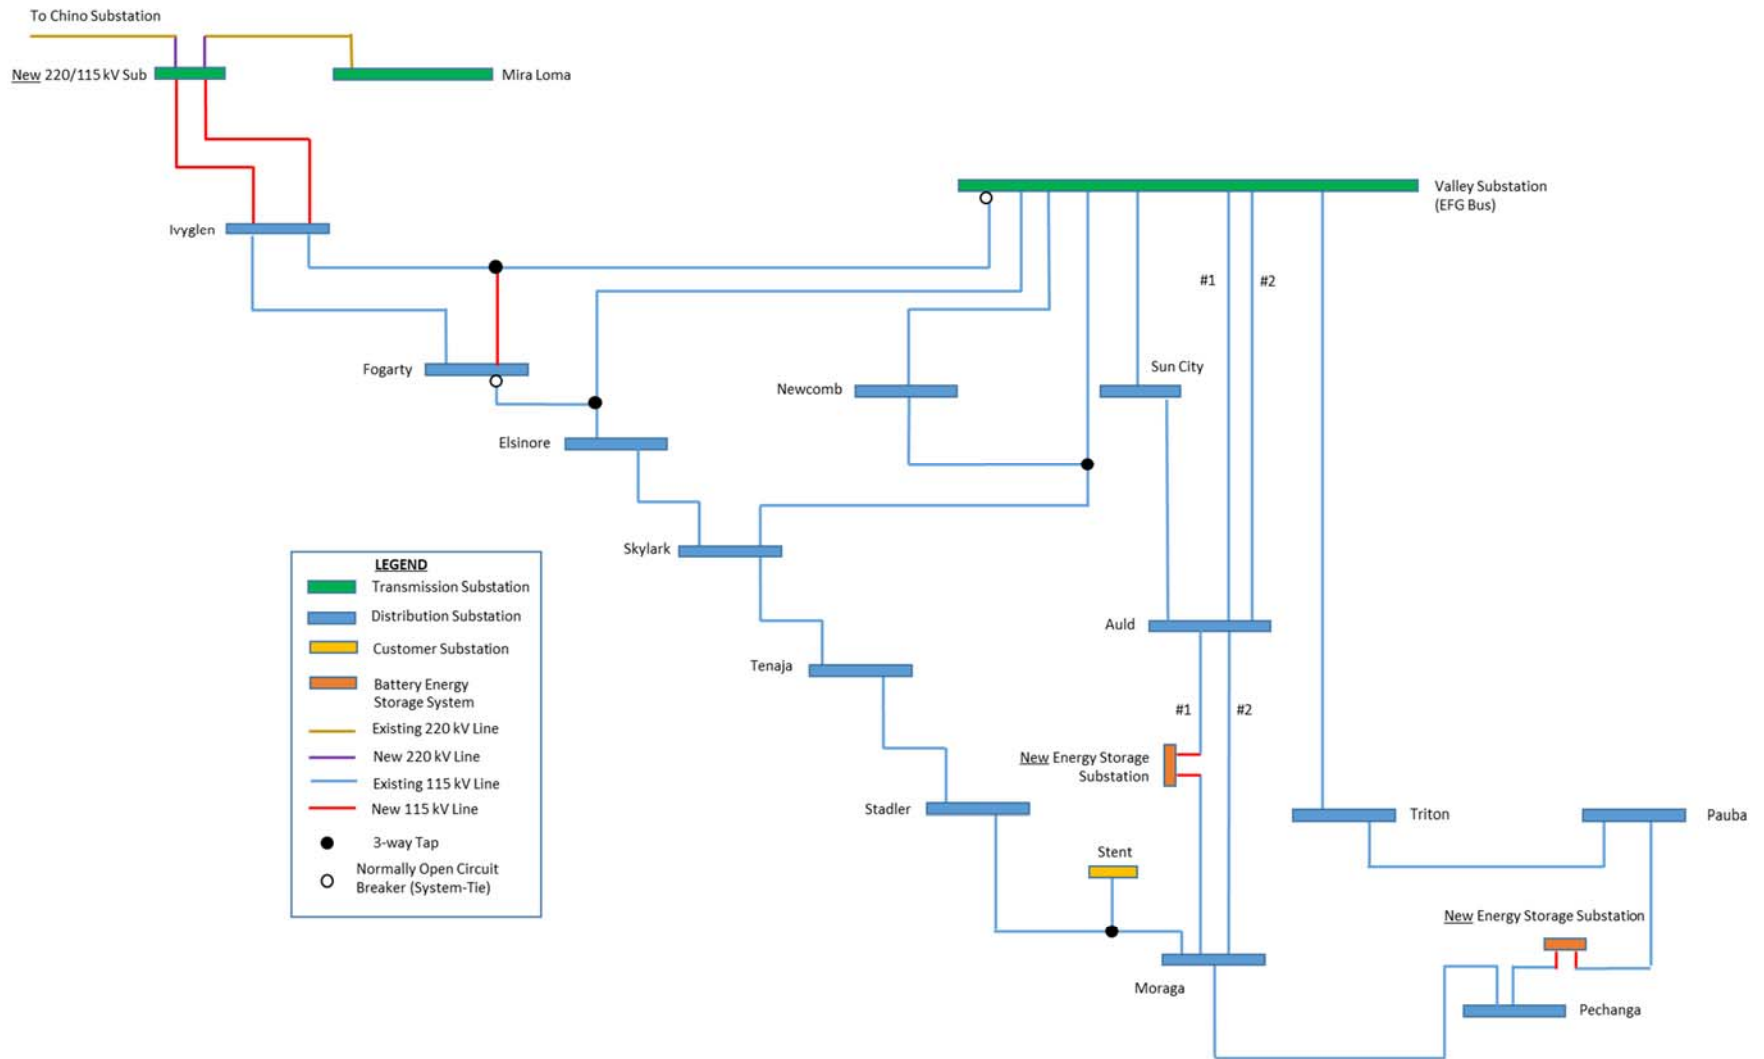 To Chino Substation
New 220/115 kV Sub
Mira Loma
Valley Substation
(EFG Bus)
Ivyglen
#1
#2
Fogarty
Newcomb
Sun City
Elsinore
Skylark
LEGEND
Transmission Substation
Distribution Substation
Customer Substation
Battery Energy
Storage System
Existing 220 kV Line
New 220 kV Line
Existing 115 kV Line
New 115 kV Line
3-way Tap
Normally Open Circuit
Breaker (System-Tie)
Auld
Tenaja
#1
#2
New Energy Storage
Substation
Stadler
Triton
Pauba
Stent
New Energy Storage Substation
Moraga
Pechanga